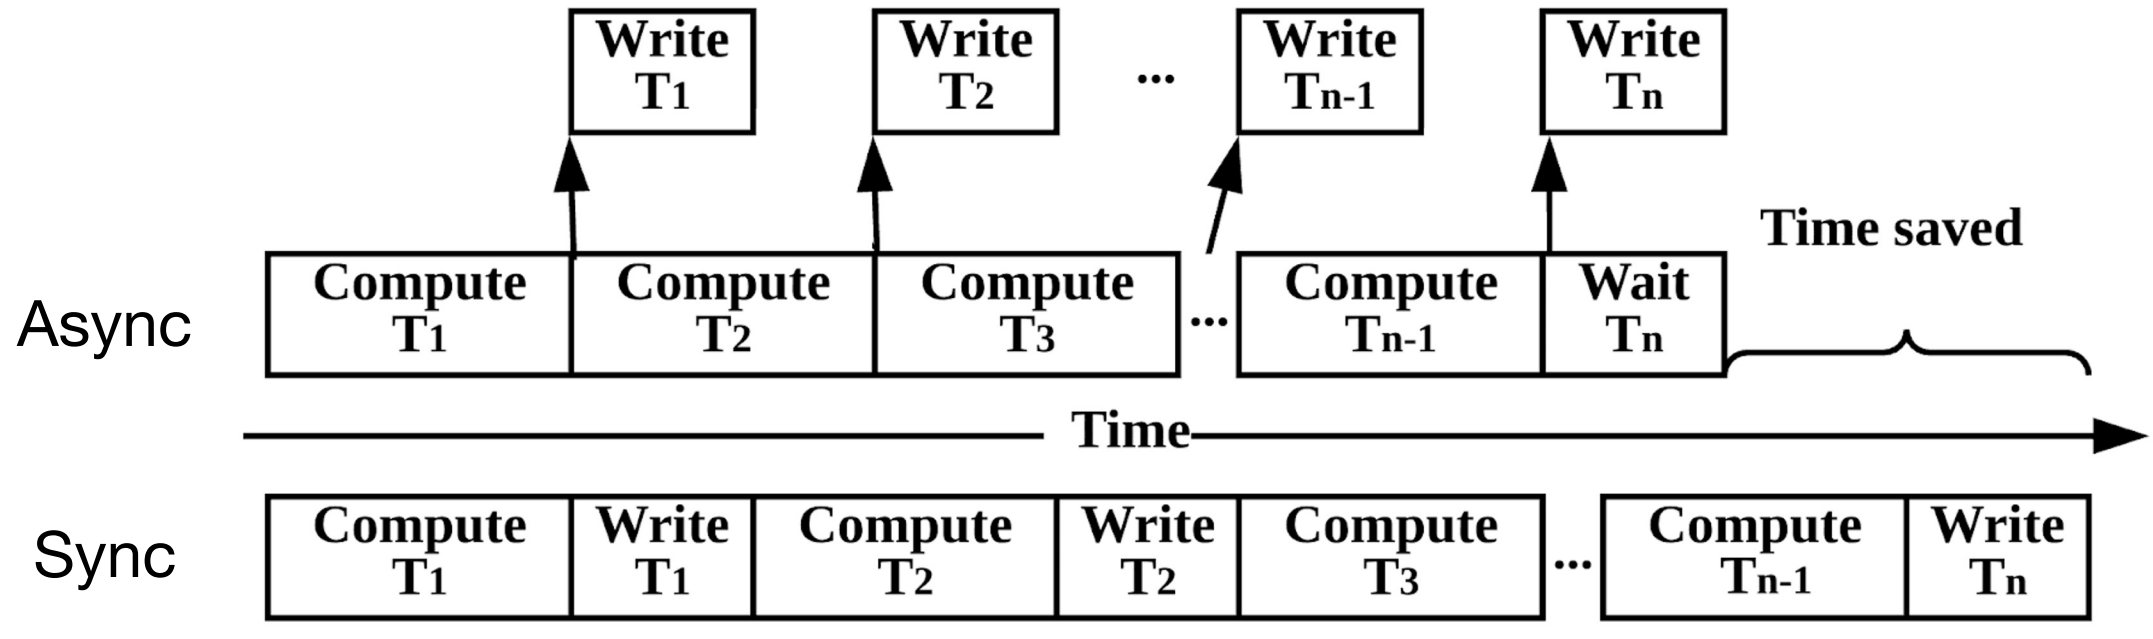 Write
T1
Write
T2
...
Write
Tn-1
Write
Tn
Time saved
Async
Compute
T1
Compute
T2
Compute
T3
...
Compute
Tn-1
Wait
Tn
Time
Sync
Compute
T1
Write
T1
Compute
T2
Write
T2
Compute
T3
...
Compute
Tn-1
Write
Tn